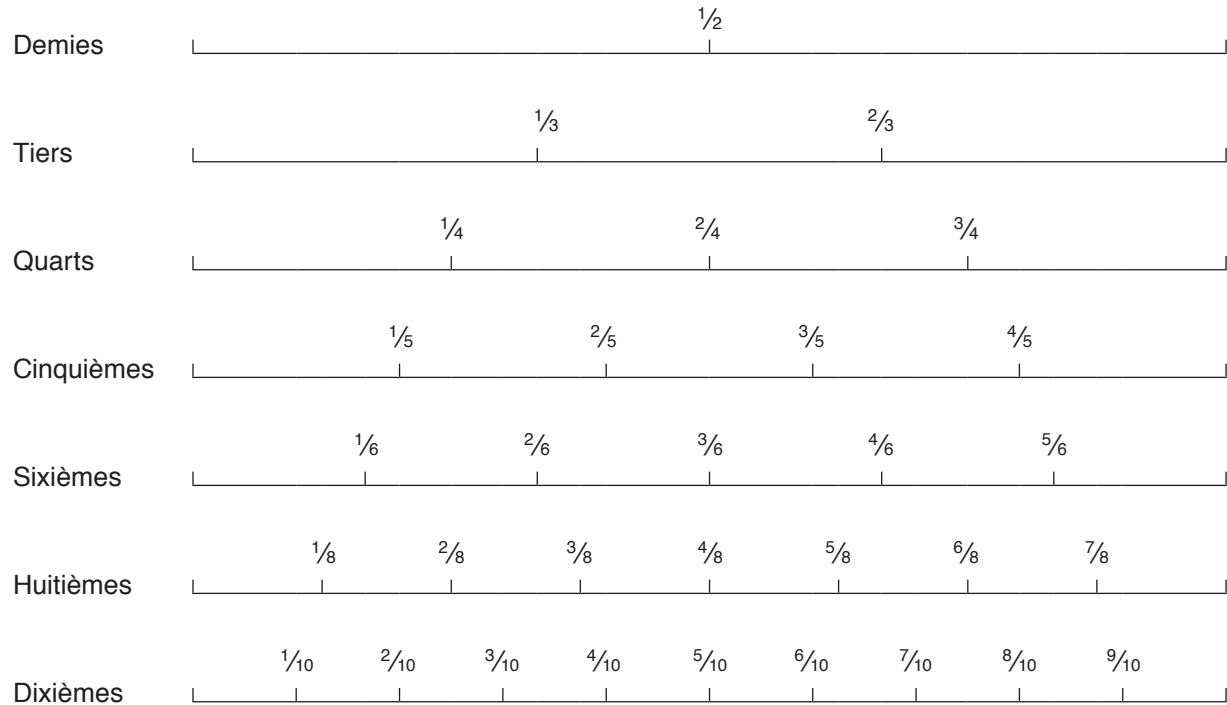 ½
Demies
⅓ ⅔
Tiers
¼ 2⁄4 ¾
Quarts
⅕ ⅖ ⅗ ⅘
Cinquièmes
⅙ 2⁄6 3⁄6 4⁄6 ⅚
Sixièmes
⅛ 2⁄8 ⅜ 4⁄8 ⅝ 6⁄8 ⅞
Huitièmes
1⁄10 2⁄10 3⁄10 4⁄10 5⁄10 6⁄10 7⁄10 8⁄10 9⁄10
Dixièmes